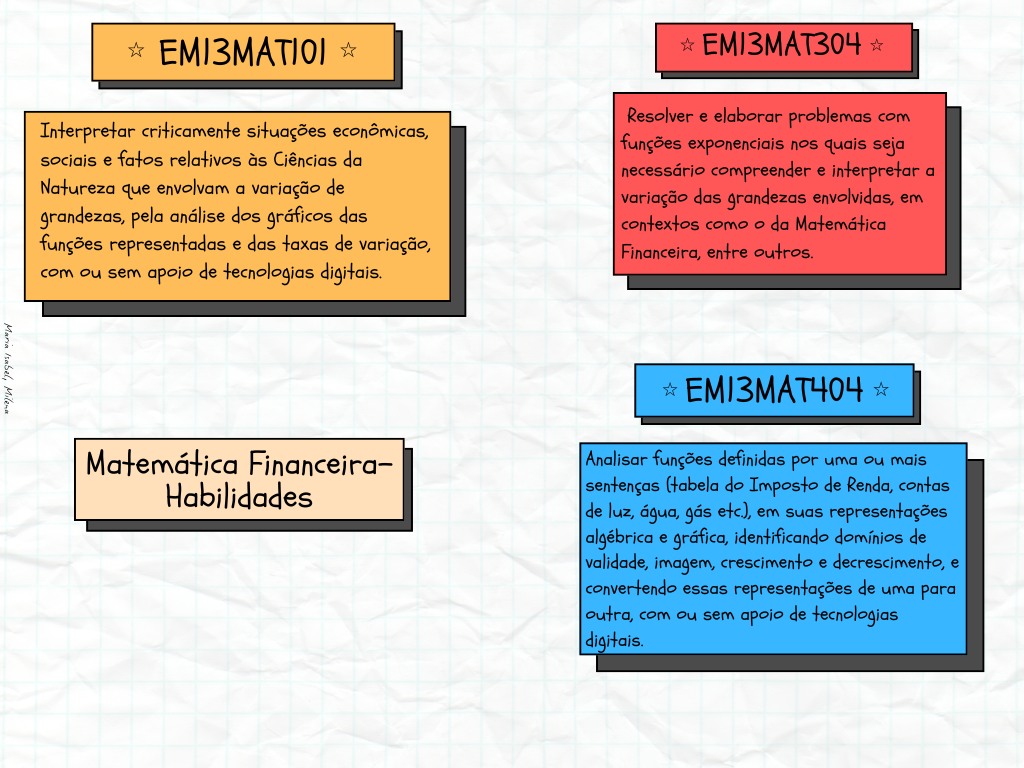 ☆ EM13MAT101 ☆
Interpretar criticamente situações econômicas,
sociais e fatos relativos às Ciências da
Natureza que envolvam a variação de
grandezas, pela análise dos gráficos das
funções representadas e das taxas de variação,
com ou sem apoio de tecnologias digitais.
☆ EM13MAT304 ☆
Resolver e elaborar problemas com
funções exponenciais nos quais seja
necessário compreender e interpretar a
variação das grandezas envolvidas, em
contextos como o da Matemática
Financeira, entre outros.
Maria Isabel, Milena
Matemática Financeira-
Habilidades
☆ EM13MAT404 ☆
Analisar funções definidas por uma ou mais
sentenças (tabela do Imposto de Renda, contas
de luz, água, gás etc.), em suas representações
algébrica e gráfica, identificando domínios de
validade, imagem, crescimento e decrescimento, e
convertendo essas representações de uma para
outra, com ou sem apoio de tecnologias
digitais.